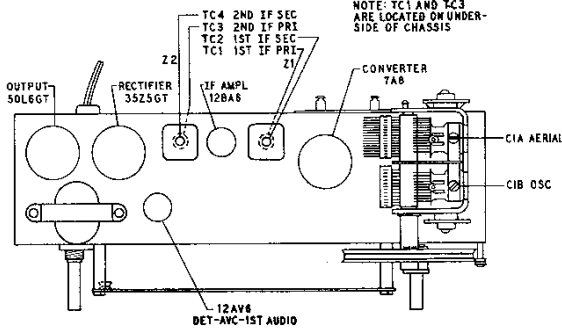 NOTE: TC1 AND TC3
ARE LOCATED ON UNDER-
SIDE OF CHASSIS
TC4 2ND IF SEC
TC3 2ND IF PRI
TC2 1ST IF SEC
TC1 1ST IF PRI
Z2
Z1
OUTPUT
50L6GT
RECTIFIER
35Z5GT
IF AMPL
12BA6
CONVERTER
7A8
C1A AERIAL
C1B OSC
12AV6
DET-AVC-1ST AUDIO